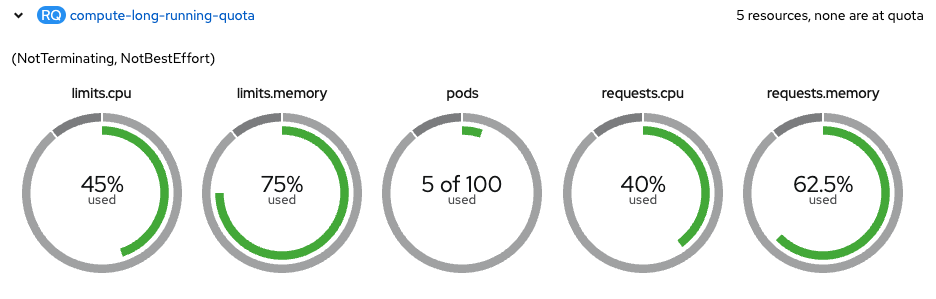 RQ compute-long-running-quota 5 resources, none are at quota
(NotTerminating, NotBestEffort)
limits.cpu limits.memory pods requests.cpu requests.memory
45% 75% 5 of 100 40% 62.5%
used used used used used